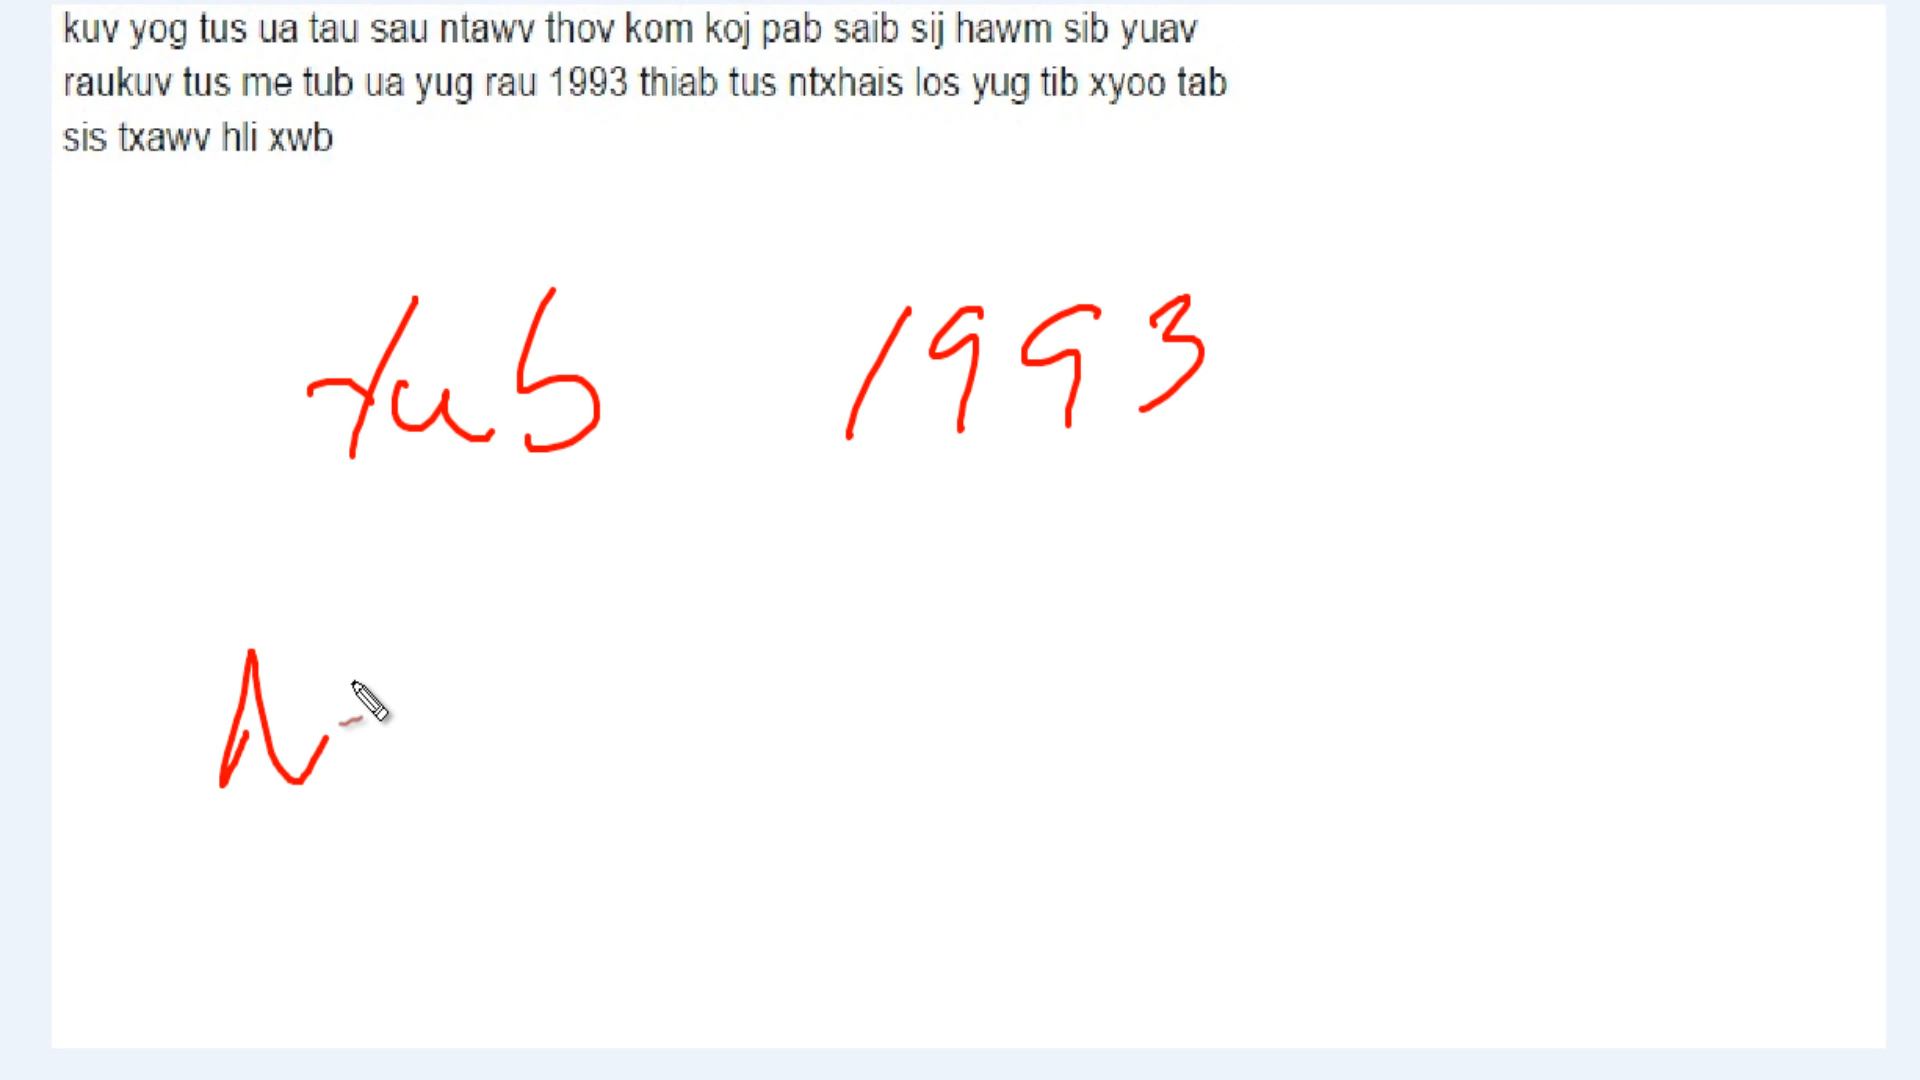 kuv yog tus ua tau sau ntawv thov kom koj pab saib sij hawm sib yuav
raukuv tus me tub ua yug rau 1993 thiab tus ntxhais los yug tib xyoo tab
sis txawv hli xwb
tub 1993